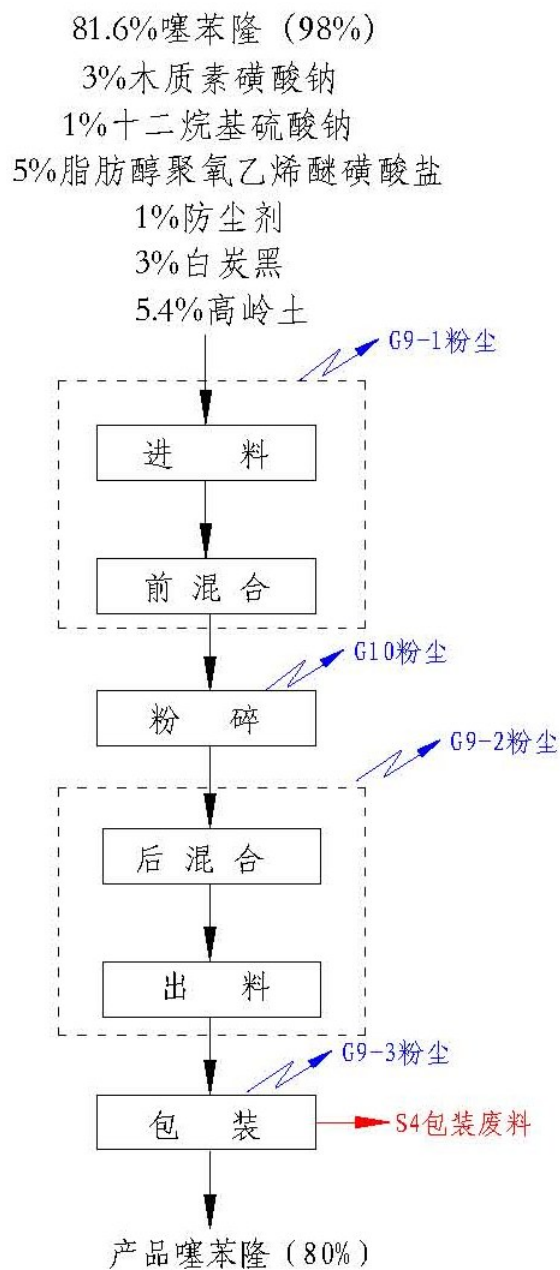 81.6%噻苯隆（98%）
3%木质素磺酸钠
1%十二烷基硫酸钠
5%脂肪醇聚氧乙烯醚磺酸盐
1%防尘剂
3%白炭黑
5.4%高岭土
G9-1粉尘
进 料
前 混 合
G10粉尘
粉 碎
G9-2粉尘
后 混 合
出 料
G9-3粉尘
包 装
S4包装废料
产品噻苯隆（80%）